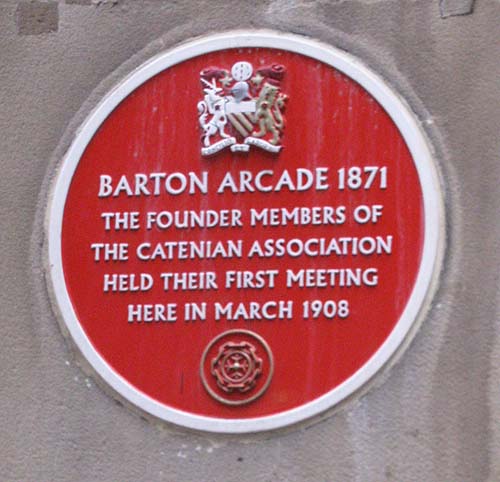 BARTON ARCADE 1871
THE FOUNDER MEMBERS OF
THE CATENIAN ASSOCIATION
HELD THEIR FIRST MEETING
HERE IN MARCH 1908